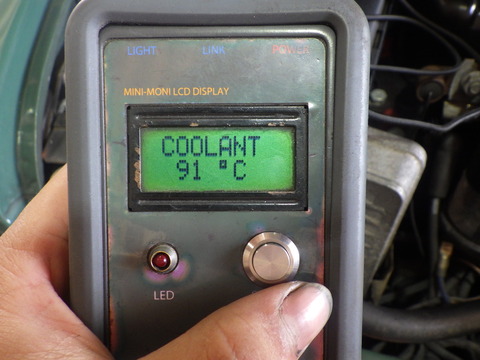 LIGHT LINK POWER
MINI-MONI LCD DISPLAY
COOLANT
91 °C
LED